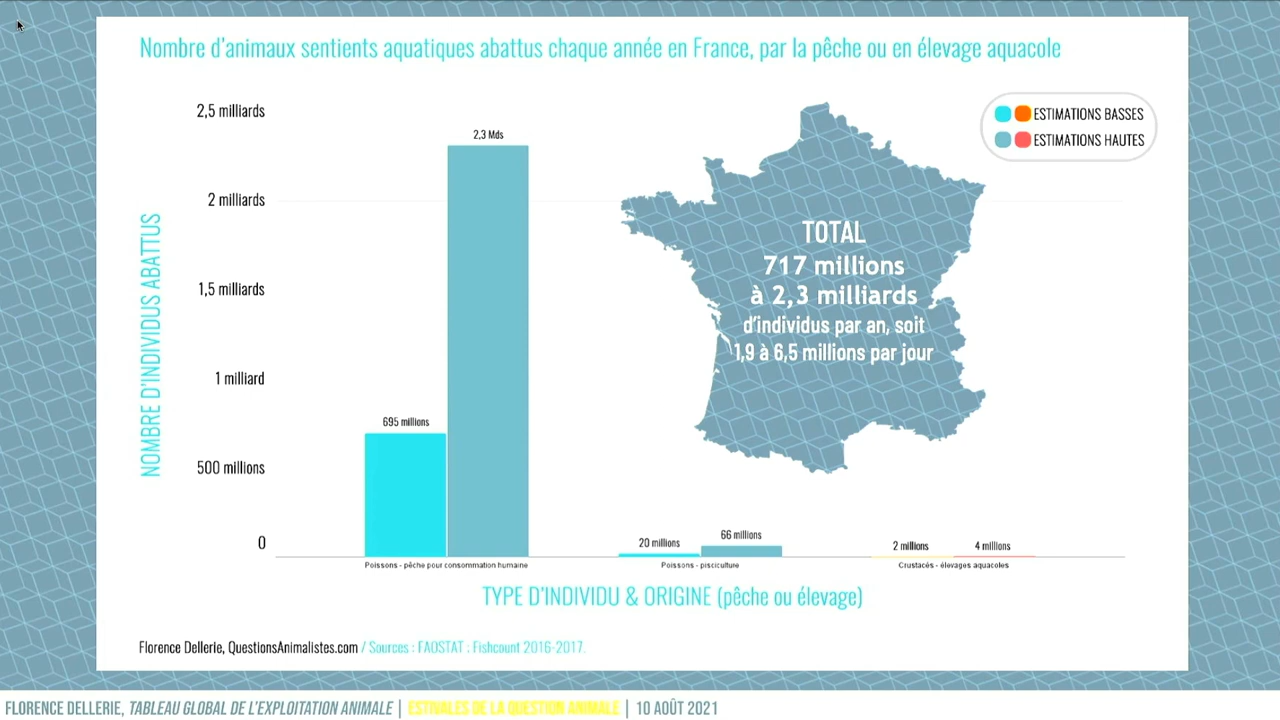 Nombre d'animaux sentients aquatiques abattus chaque année en France, par la pêche ou en élevage aquacole
ESTIMATIONS BASSES
ESTIMATIONS HAUTES
NOMBRE D'INDIVIDUS ABATTUS
2,5 milliards
2 milliards
1,5 milliards
1 milliard
500 millions
0
695 millions
2,3 Mds
20 millions
66 millions
2 millions
4 millions
TOTAL
717 millions
à 2,3 milliards
d'individus par an, soit
1,9 à 6,5 millions par jour
Poissons - pêche pour consommation humaine
Poissons - pisciculture
Crustacés - élevages aquacoles
TYPE D'INDIVIDU & ORIGINE (pêche ou élevage)
Florence Dellerie, QuestionsAnimalistes.com / Sources : FAOSTAT ; Fishcount 2016-2017.
FLORENCE DELLERIE, TABLEAU GLOBAL DE L'EXPLOITATION ANIMALE | ESTIVALES DE LA QUESTION ANIMALE | 10 AOÛT 2021